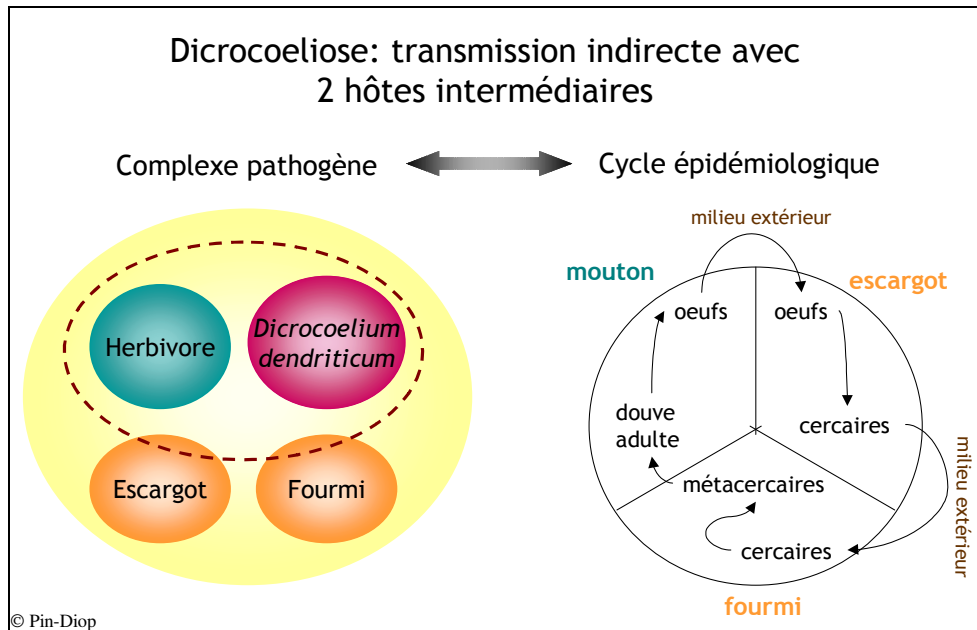 Dicrocoeliose: transmission indirecte avec
2 hôtes intermédiaires
Complexe pathogène
Cycle épidémiologique
Herbivore
Dicrocoelium
dendriticum
Escargot
Fourmi
milieu extérieur
mouton
escargot
oeufs
oeufs
douve
adulte
cercaires
métacercaires
cercaires
milieu
extérieur
fourmi
© Pin-Diop